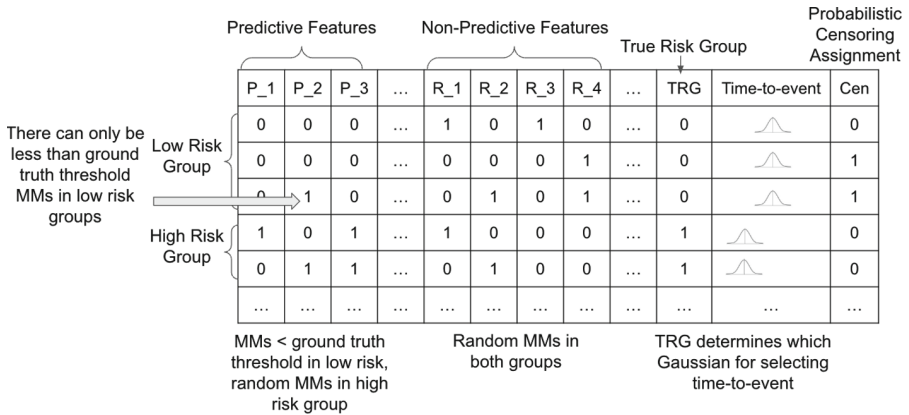 Predictive Features
Non-Predictive Features
True Risk Group
Probabilistic
Censoring
Assignment
P_1 P_2 P_3 ... R_1 R_2 R_3 R_4 ... TRG Time-to-event Cen
There can only be
less than ground
truth threshold
MMs in low risk
groups
Low Risk
Group
0 0 0 ... 1 0 1 0 ... 0 0
0 0 0 ... 0 0 0 1 ... 0 1
0 1 0 ... 0 1 0 1 ... 0 1
High Risk
Group
1 0 1 ... 1 0 0 0 ... 1 0
0 1 1 ... 0 1 0 0 ... 1 0
... ... ... ... ... ... ... ... ... ... ... ...
MMs < ground truth
threshold in low risk,
random MMs in high
risk group
Random MMs in
both groups
TRG determines which
Gaussian for selecting
time-to-event